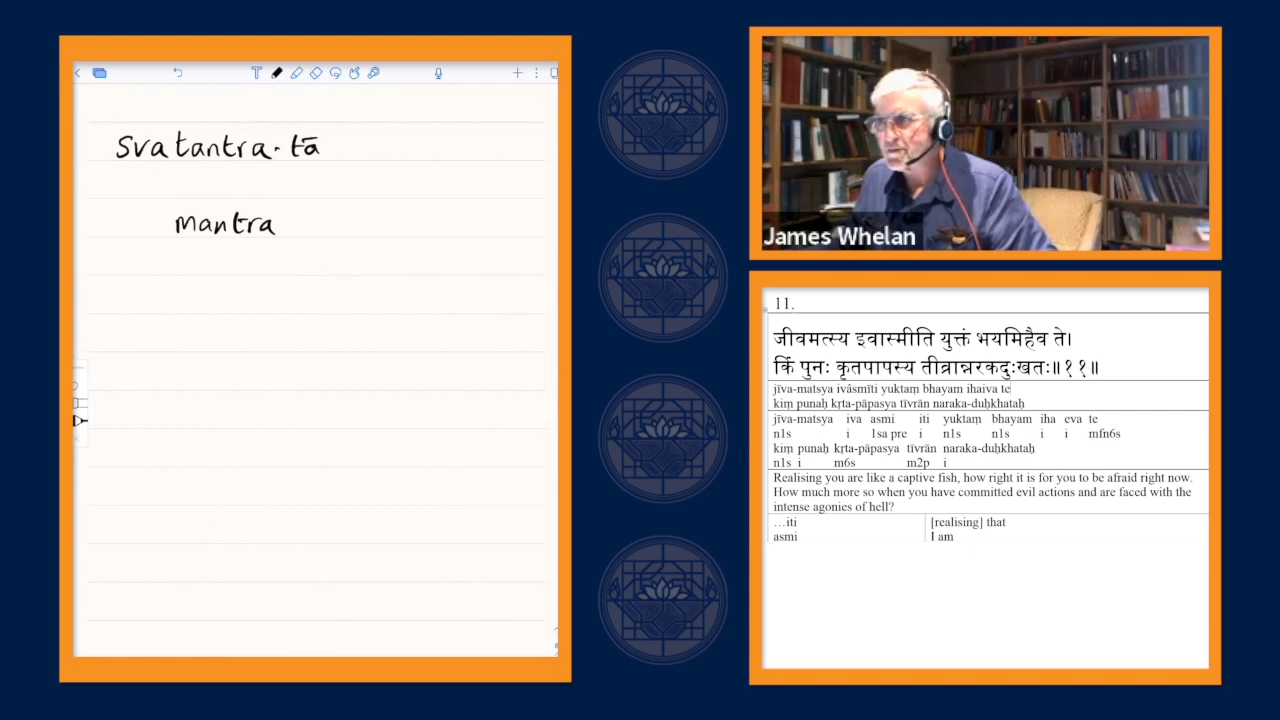 Svatantra·tā
mantra
James Whelan
11.
जीवमत्स्य इवास्मीति युक्तं भयमिहैव ते।
किं पुनः कृतपापस्य तीव्रान्नरकदुःखतः॥११॥
jīva-matsya ivâsmīti yuktaṃ bhayam ihaiva te
kiṃ punaḥ kṛta-pāpasya tīvrān naraka-duḥkhataḥ
jīva-matsya iva asmi iti yuktaṃ bhayam iha eva te
n1s i 1sa pre i n1s n1s i i mfn6s
kiṃ punaḥ kṛta-pāpasya tīvrān naraka-duḥkhataḥ
n1s i m6s m2p i
Realising you are like a captive fish, how right it is for you to be afraid right now.
How much more so when you have committed evil actions and are faced with the
intense agonies of hell?
…iti [realising] that
asmi I am